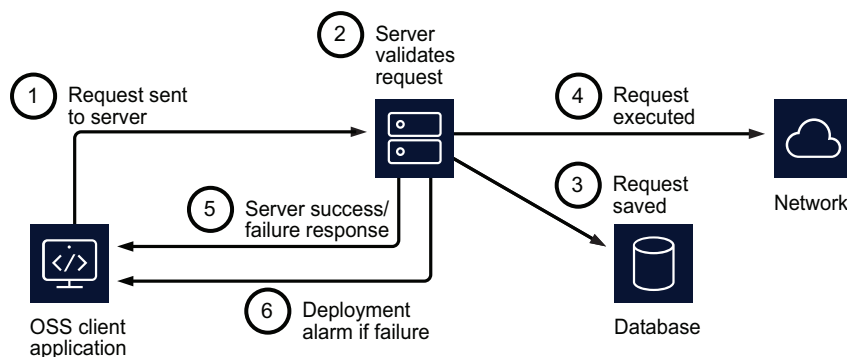 1
Request sent
to server
2
Server
validates
request
4
Request
executed
3
Request
saved
5
Server success/
failure response
6
Deployment
alarm if failure
</>
OSS client
application
Database
Network